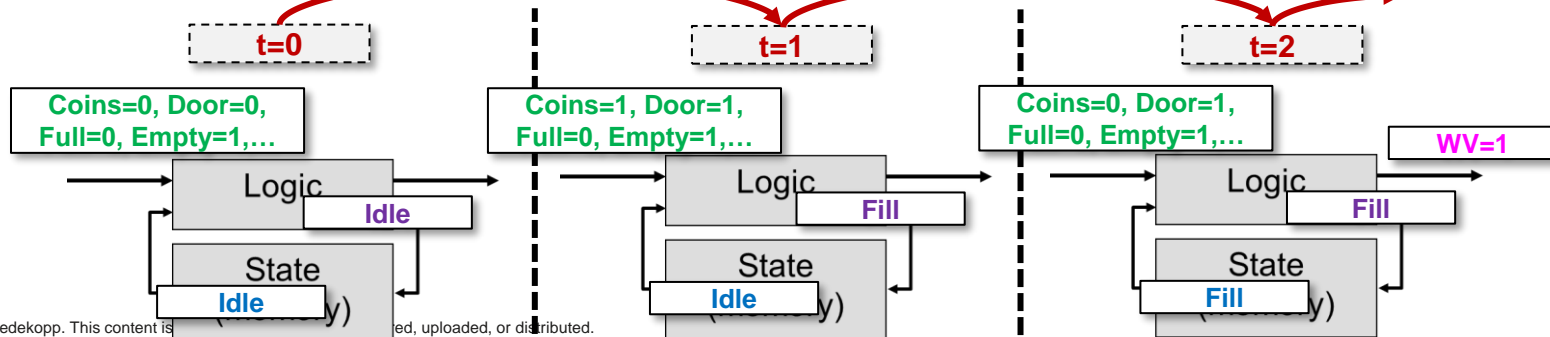 t=0
t=1
t=2
Coins=0, Door=0,
Full=0, Empty=1,…
Coins=1, Door=1,
Full=0, Empty=1,…
Coins=0, Door=1,
Full=0, Empty=1,…
WV=1
Logic
Idle
Logic
Fill
Logic
Fill
State
Idle
State
Idle
State
Fill
This content is
uploaded, or distributed.